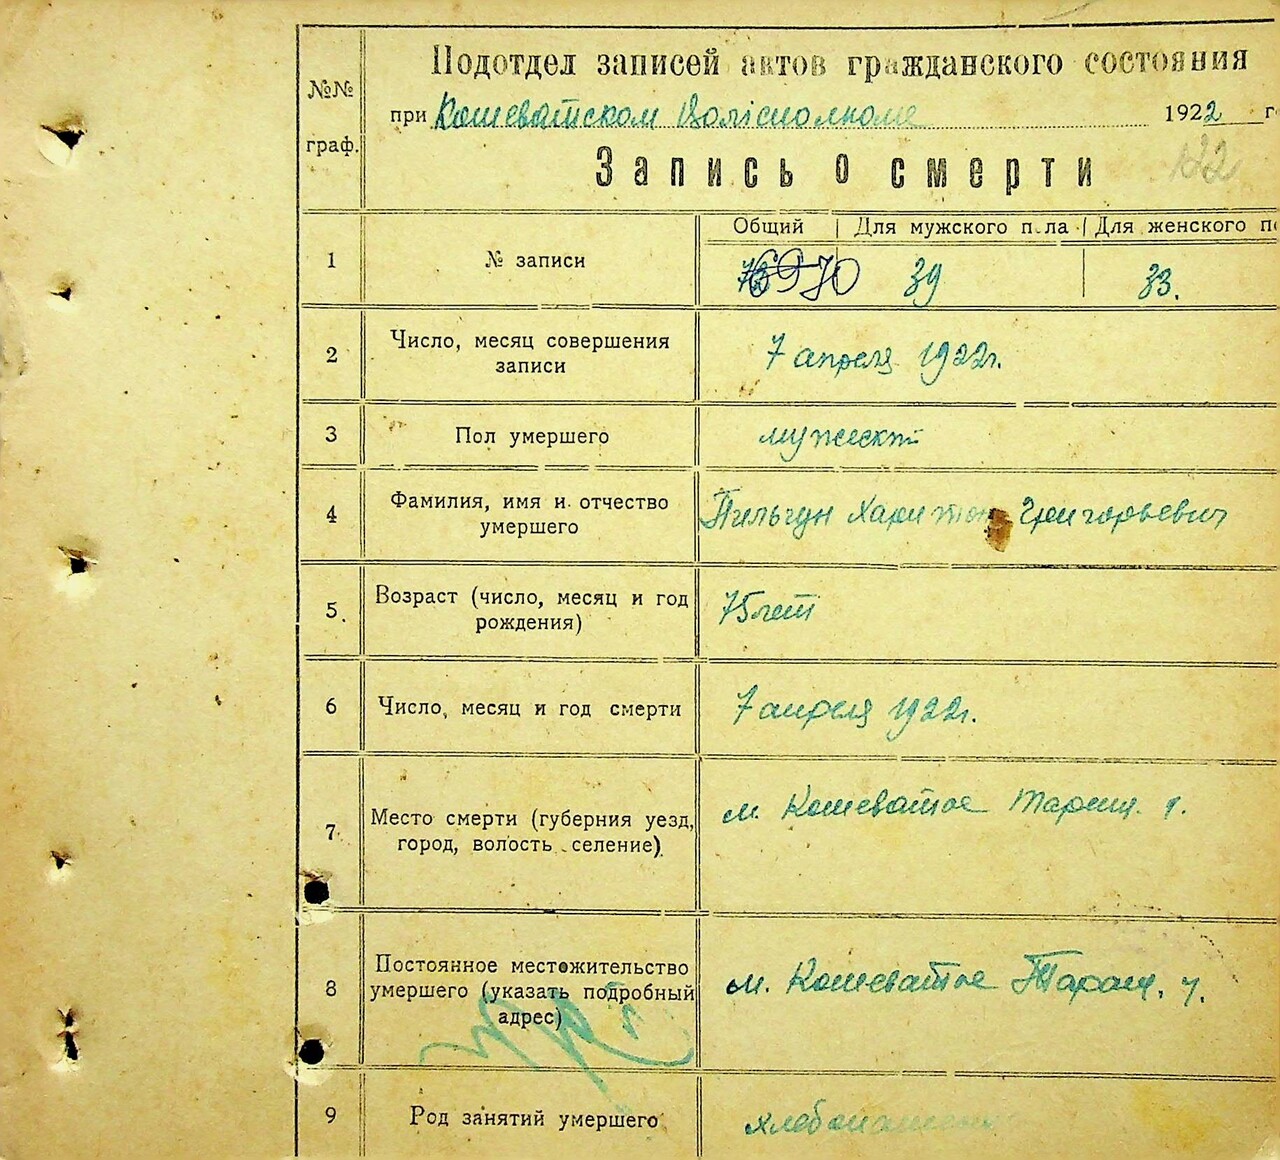 №№ граф.
Подотдел записей актов гражданского состояния
при Кошеватском Волісполкоме 1922 г
Запись о смерти 122
Общий | Для мужского пола | Для женского по
1 № записи 70 39 33.
2 Число, месяц совершения
записи
7 апреля 1922г.
3 Пол умершего мужеск
4 Фамилия, имя и отчество
умершего
Пильгун Харитон Григорьевич
5. Возраст (число, месяц и год
рождения)
75 лет
6 Число, месяц и год смерти 7 апреля 1922г.
7. Место смерти (губерния уезд,
город, волость селение)
м. Кошеватое Таращ. у.
8 Постоянное местожительство
умершего (указать подробный
адрес)
м. Кошеватое Таращ. у.
9 Род занятий умершего